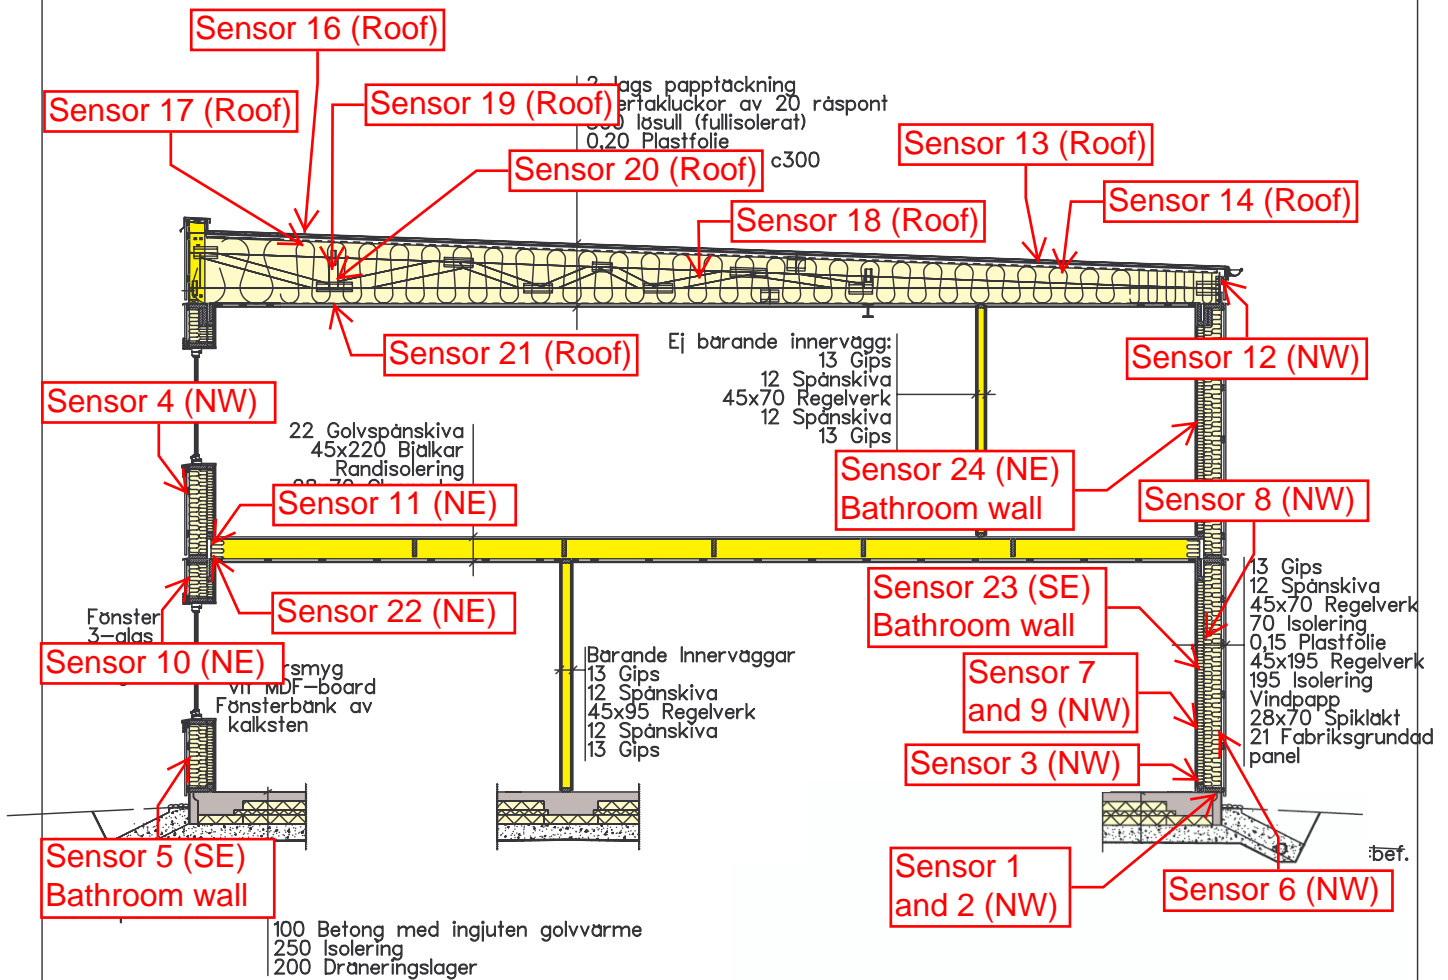 Sensor 16 (Roof)
2 lags papptäckning
Sensor 17 (Roof)
Sensor 19 (Roof)
av 20 råspont
lösull (fullisolerat)
0,20 Plastfolie
c300
Sensor 20 (Roof)
Sensor 13 (Roof)
Sensor 14 (Roof)
Sensor 18 (Roof)
Sensor 21 (Roof)
Ej bärande innervägg:
13 Gips
12 Spånskiva
45x70 Regelverk
12 Spånskiva
13 Gips
Sensor 12 (NW)
Sensor 4 (NW)
22 Golvspånskiva
45x220 Bjälkar
Randisolering
Sensor 11 (NE)
Sensor 24 (NE)
Bathroom wall
Sensor 8 (NW)
Sensor 22 (NE)
Sensor 23 (SE)
Bathroom wall
13 Gips
12 Spånskiva
45x70 Regelverk
70 Isolering
0,15 Plastfolie
45x195 Regelverk
195 Isolering
Vindpapp
28x70 Spikläkt
21 Fabriksgrundad
panel
Fönster
3-glas
Sensor 10 (NE)
MDF-board
Fönsterbänk av
kalksten
Bärande Innerväggar
13 Gips
12 Spånskiva
45x95 Regelverk
12 Spånskiva
13 Gips
Sensor 7
and 9 (NW)
Sensor 3 (NW)
Sensor 5 (SE)
Bathroom wall
Sensor 1
and 2 (NW)
Sensor 6 (NW)
bef.
100 Betong med ingjuten golvvärme
250 Isolering
200 Dräneringslager